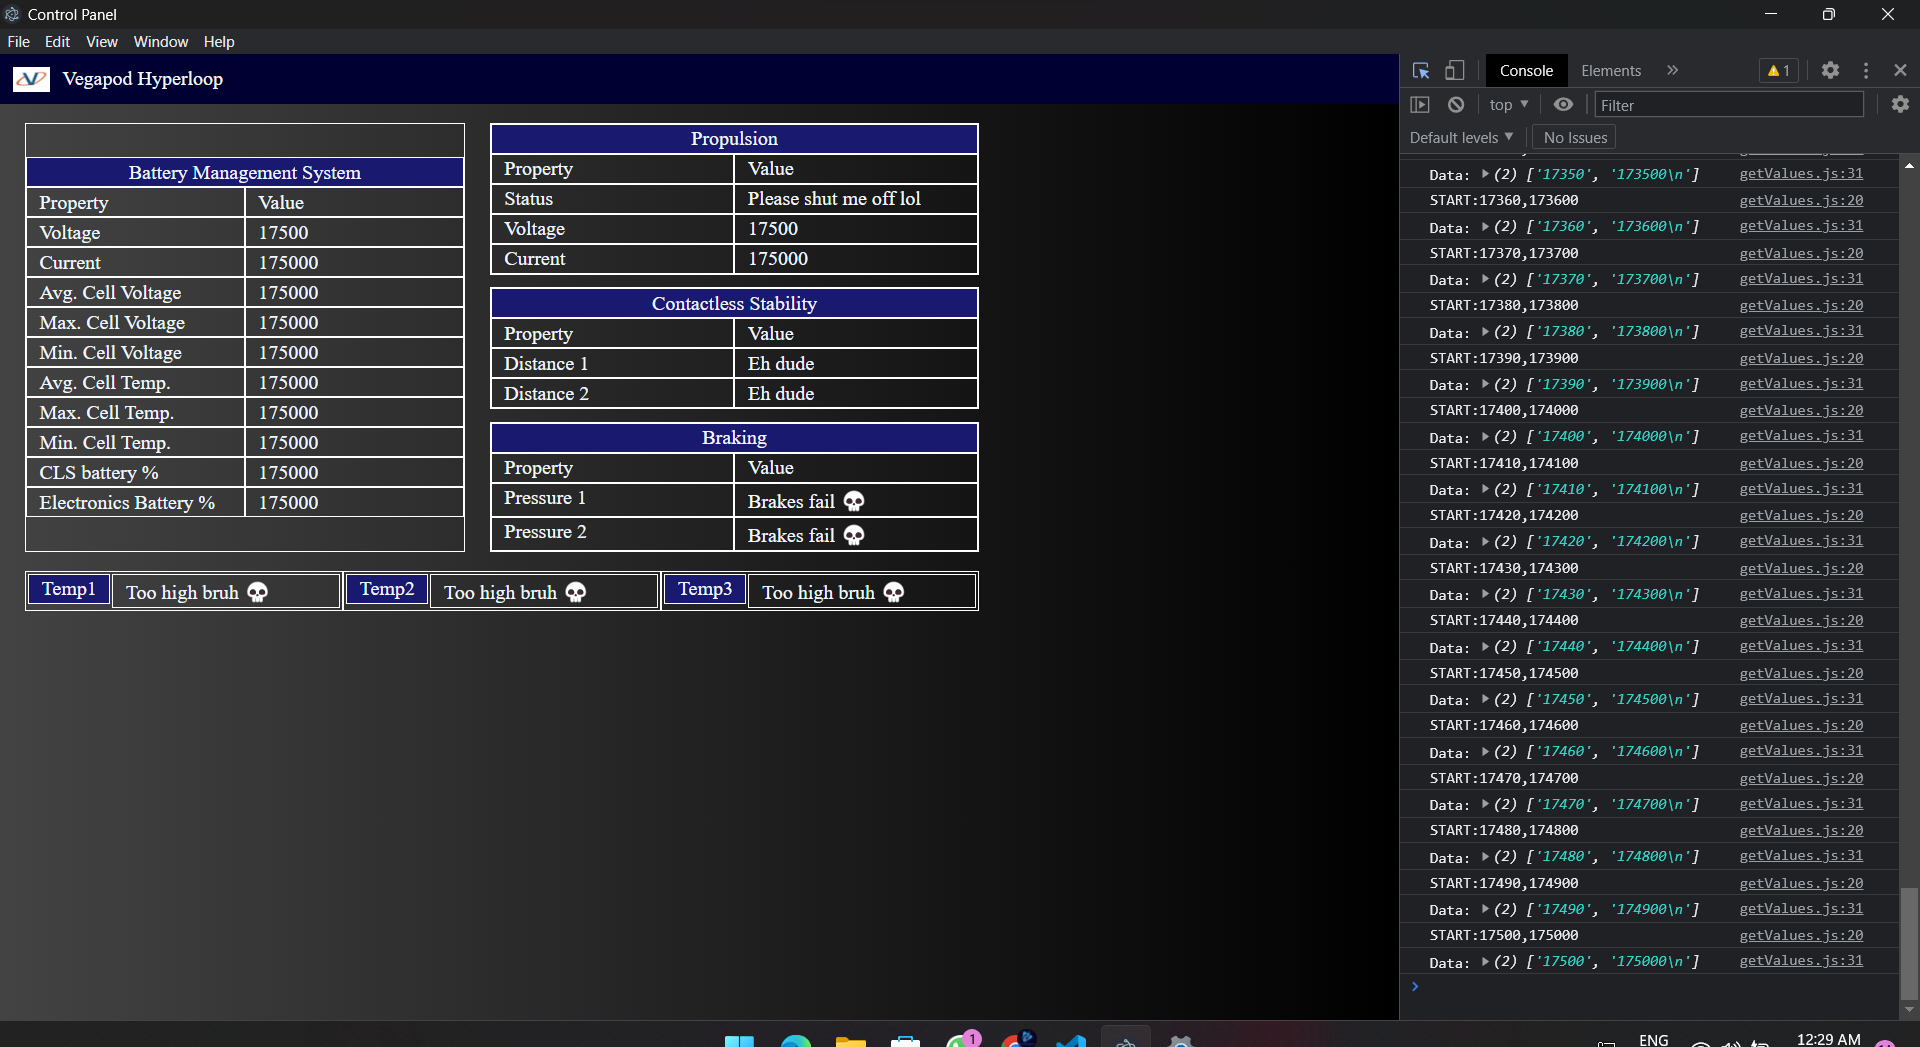 Control Panel
File Edit View Window Help
Vegapod Hyperloop
Battery Management System
Property Value
Voltage 17500
Current 175000
Avg. Cell Voltage 175000
Max. Cell Voltage 175000
Min. Cell Voltage 175000
Avg. Cell Temp. 175000
Max. Cell Temp. 175000
Min. Cell Temp. 175000
CLS battery % 175000
Electronics Battery % 175000
Propulsion
Property Value
Status Please shut me off lol
Voltage 17500
Current 175000
Contactless Stability
Property Value
Distance 1 Eh dude
Distance 2 Eh dude
Braking
Property Value
Pressure 1 Brakes fail 💀
Pressure 2 Brakes fail 💀
Temp1 Too high bruh 💀 Temp2 Too high bruh 💀 Temp3 Too high bruh 💀
Console Elements 1
top Filter
Default levels No Issues
Data: (2) ['17350', '173500\n'] getValues.js:31
START:17360,173600 getValues.js:20
Data: (2) ['17360', '173600\n'] getValues.js:31
START:17370,173700 getValues.js:20
Data: (2) ['17370', '173700\n'] getValues.js:31
START:17380,173800 getValues.js:20
Data: (2) ['17380', '173800\n'] getValues.js:31
START:17390,173900 getValues.js:20
Data: (2) ['17390', '173900\n'] getValues.js:31
START:17400,174000 getValues.js:20
Data: (2) ['17400', '174000\n'] getValues.js:31
START:17410,174100 getValues.js:20
Data: (2) ['17410', '174100\n'] getValues.js:31
START:17420,174200 getValues.js:20
Data: (2) ['17420', '174200\n'] getValues.js:31
START:17430,174300 getValues.js:20
Data: (2) ['17430', '174300\n'] getValues.js:31
START:17440,174400 getValues.js:20
Data: (2) ['17440', '174400\n'] getValues.js:31
START:17450,174500 getValues.js:20
Data: (2) ['17450', '174500\n'] getValues.js:31
START:17460,174600 getValues.js:20
Data: (2) ['17460', '174600\n'] getValues.js:31
START:17470,174700 getValues.js:20
Data: (2) ['17470', '174700\n'] getValues.js:31
START:17480,174800 getValues.js:20
Data: (2) ['17480', '174800\n'] getValues.js:31
START:17490,174900 getValues.js:20
Data: (2) ['17490', '174900\n'] getValues.js:31
START:17500,175000 getValues.js:20
Data: (2) ['17500', '175000\n'] getValues.js:31
1 ENG 12:29 AM